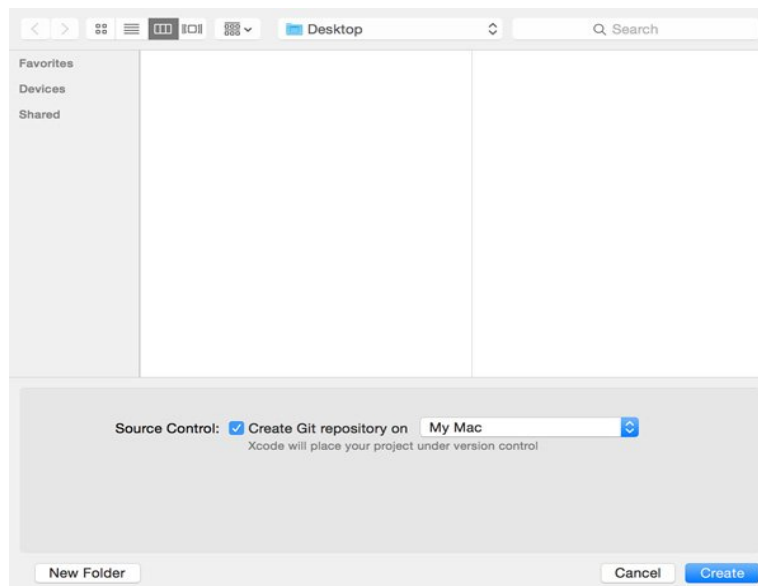 Desktop
Search
Favorites
Devices
Shared
Source Control: Create Git repository on My Mac
Xcode will place your project under version control
New Folder Cancel Create